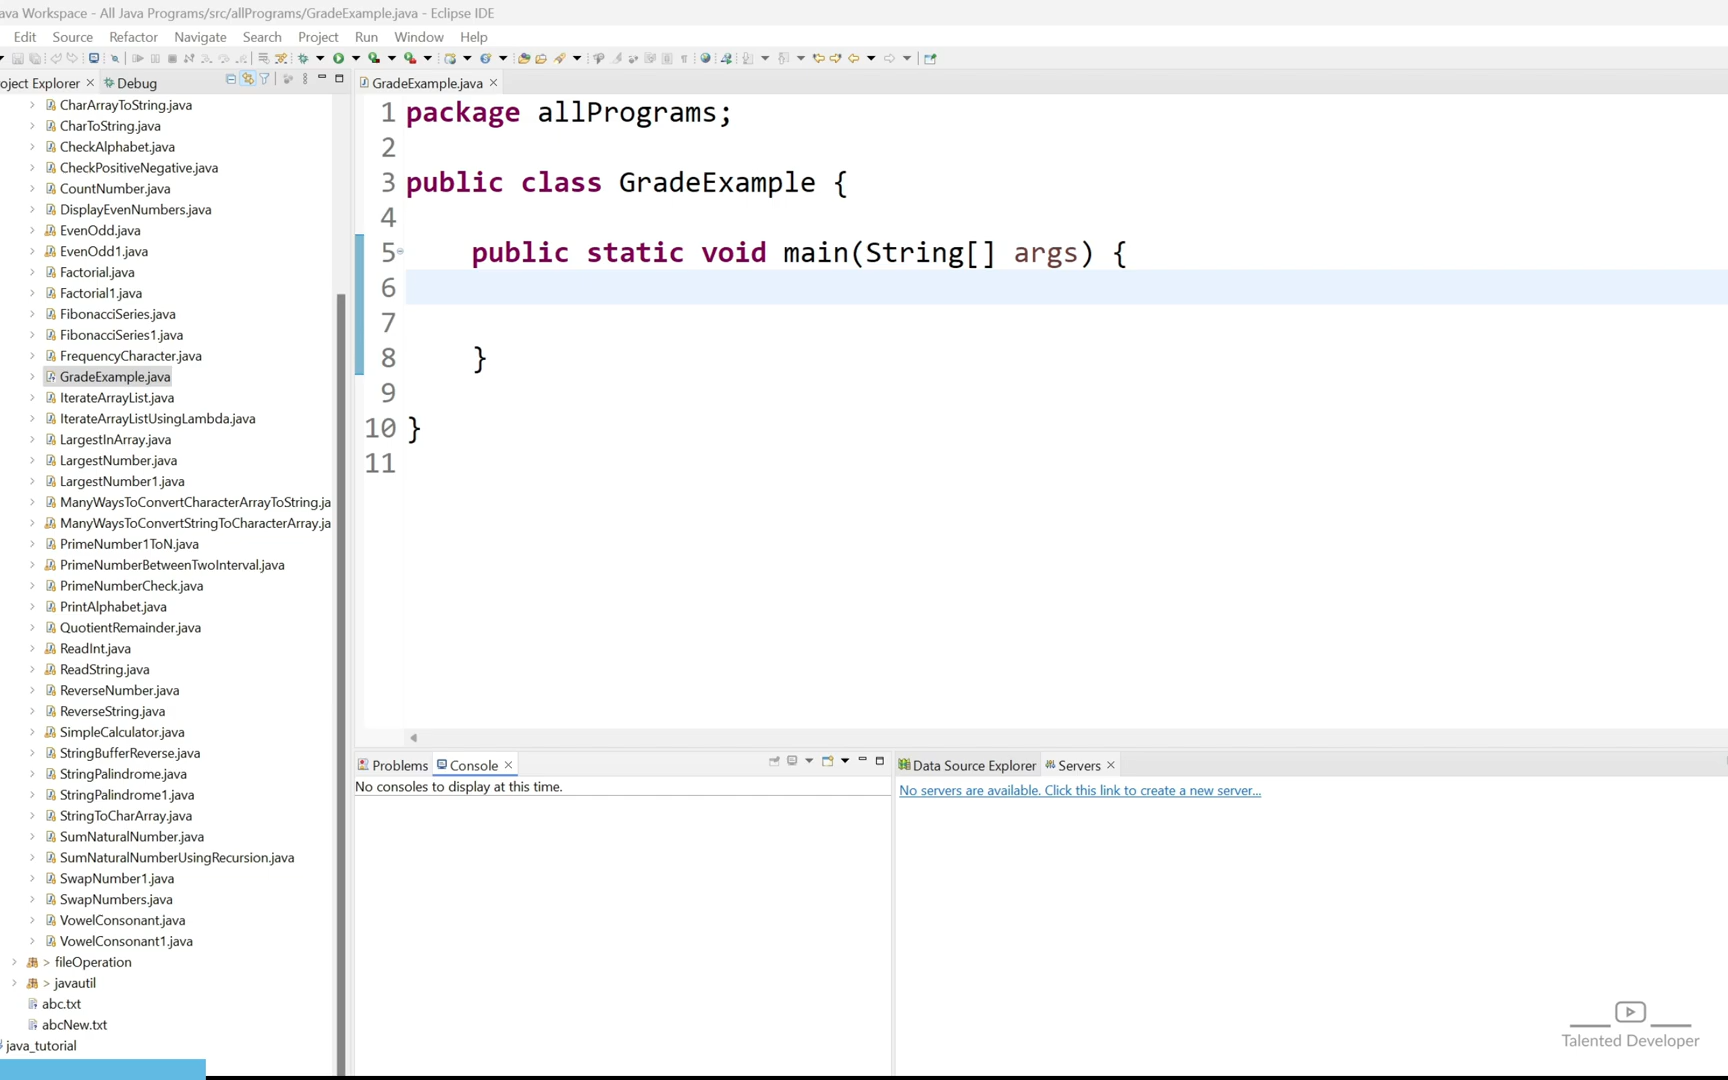 ava Workspace - All Java Programs/src/allPrograms/GradeExample.java - Eclipse IDE
Edit Source Refactor Navigate Search Project Run Window Help
oject Explorer Debug
CharArrayToString.java
CharToString.java
CheckAlphabet.java
CheckPositiveNegative.java
CountNumber.java
DisplayEvenNumbers.java
EvenOdd.java
EvenOdd1.java
Factorial.java
Factorial1.java
FibonacciSeries.java
FibonacciSeries1.java
FrequencyCharacter.java
GradeExample.java
IterateArrayList.java
IterateArrayListUsingLambda.java
LargestInArray.java
LargestNumber.java
LargestNumber1.java
ManyWaysToConvertCharacterArrayToString.ja
ManyWaysToConvertStringToCharacterArray.ja
PrimeNumber1ToN.java
PrimeNumberBetweenTwoInterval.java
PrimeNumberCheck.java
PrintAlphabet.java
QuotientRemainder.java
ReadInt.java
ReadString.java
ReverseNumber.java
ReverseString.java
SimpleCalculator.java
StringBufferReverse.java
StringPalindrome.java
StringPalindrome1.java
StringToCharArray.java
SumNaturalNumber.java
SumNaturalNumberUsingRecursion.java
SwapNumber1.java
SwapNumbers.java
VowelConsonant.java
VowelConsonant1.java
> fileOperation
> javautil
abc.txt
abcNew.txt
java_tutorial
GradeExample.java
1 package allPrograms;
2
3 public class GradeExample {
4
5 public static void main(String[] args) {
6
7
8 }
9
10 }
11
Problems Console
No consoles to display at this time.
Data Source Explorer Servers
No servers are available. Click this link to create a new server...
Talented Developer